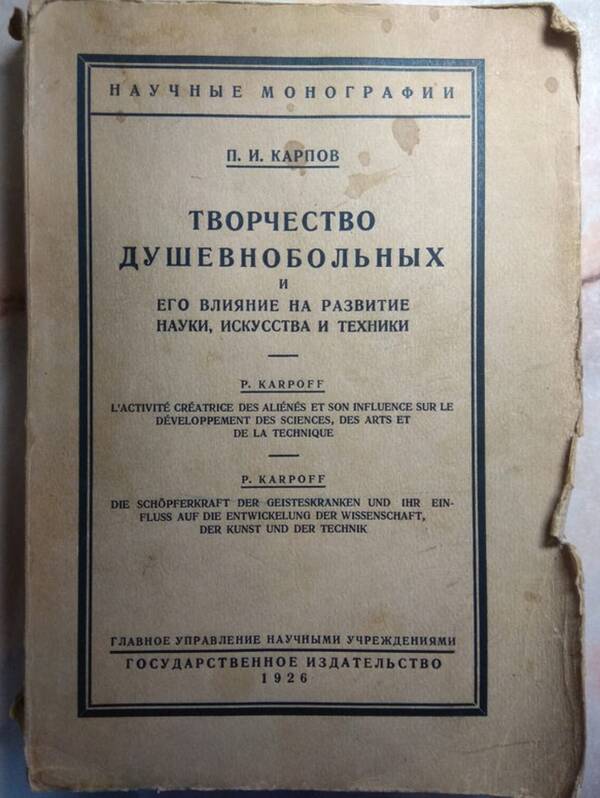 НАУЧНЫЕ МОНОГРАФИИ
П. И. КАРПОВ
ТВОРЧЕСТВО
ДУШЕВНОБОЛЬНЫХ
И
ЕГО ВЛИЯНИЕ НА РАЗВИТИЕ
НАУКИ, ИСКУССТВА И ТЕХНИКИ
P. KARPOFF
L'ACTIVITÉ CRÉATRICE DES ALIÉNÉS ET SON INFLUENCE SUR LE
DÉVELOPPEMENT DES SCIENCES, DES ARTS ET
DE LA TECHNIQUE
P. KARPOFF
DIE SCHÖPFERKRAFT DER GEISTESKRANKEN UND IHR EIN-
FLUSS AUF DIE ENTWICKELUNG DER WISSENSCHAFT,
DER KUNST UND DER TECHNIK
ГЛАВНОЕ УПРАВЛЕНИЕ НАУЧНЫМИ УЧРЕЖДЕНИЯМИ
ГОСУДАРСТВЕННОЕ ИЗДАТЕЛЬСТВО
1926